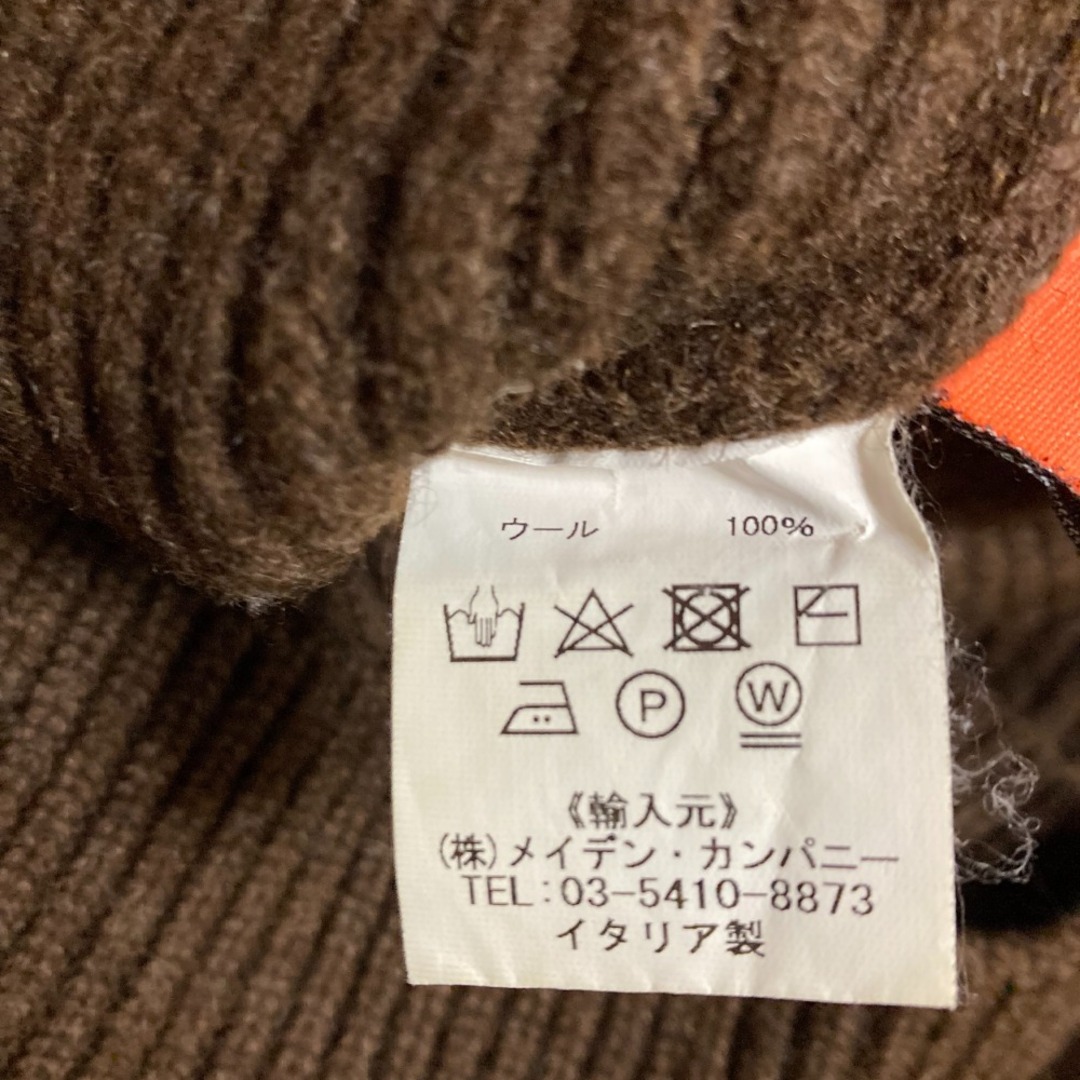 ウール 100%
P W
《輸入元》
(株)メイデン・カンパニー
TEL:03-5410-8873
イタリア製